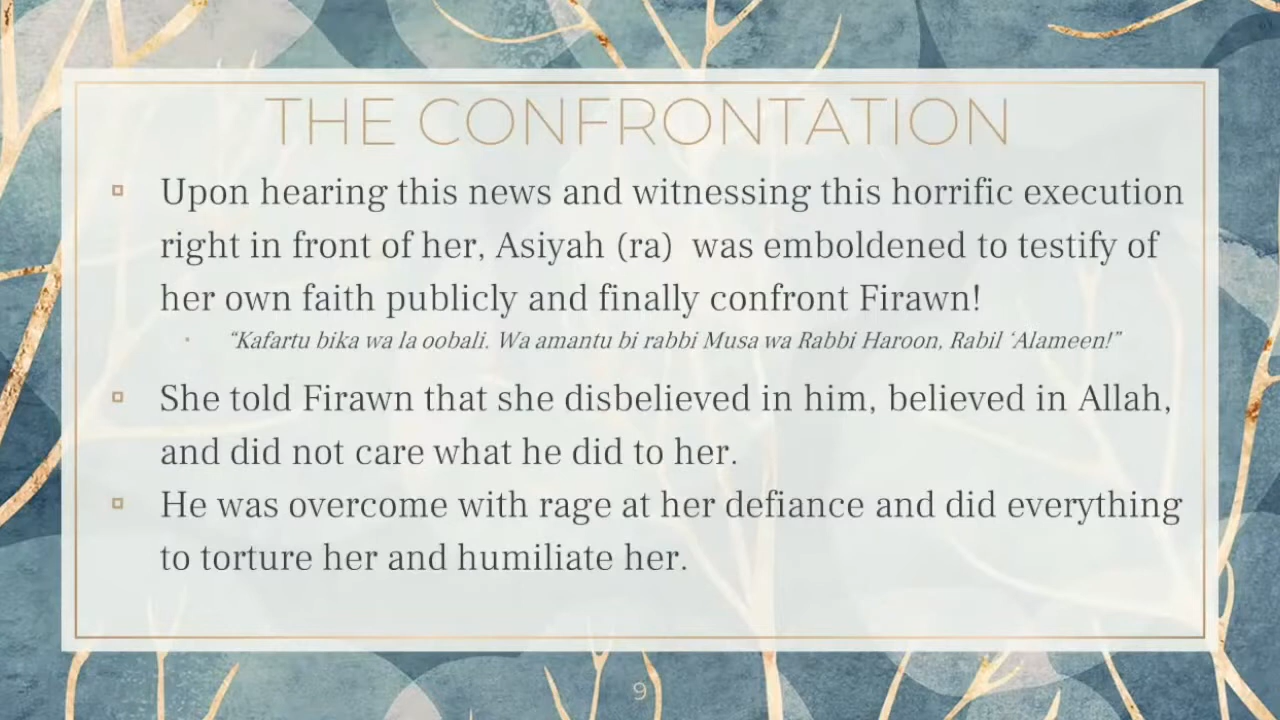 THE CONFRONTATION
Upon hearing this news and witnessing this horrific execution
right in front of her, Asiyah (ra) was emboldened to testify of
her own faith publicly and finally confront Firawn!
“Kafartu bika wa la oobali. Wa amantu bi rabbi Musa wa Rabbi Haroon, Rabil ‘Alameen!”
She told Firawn that she disbelieved in him, believed in Allah,
and did not care what he did to her.
He was overcome with rage at her defiance and did everything
to torture her and humiliate her.
9